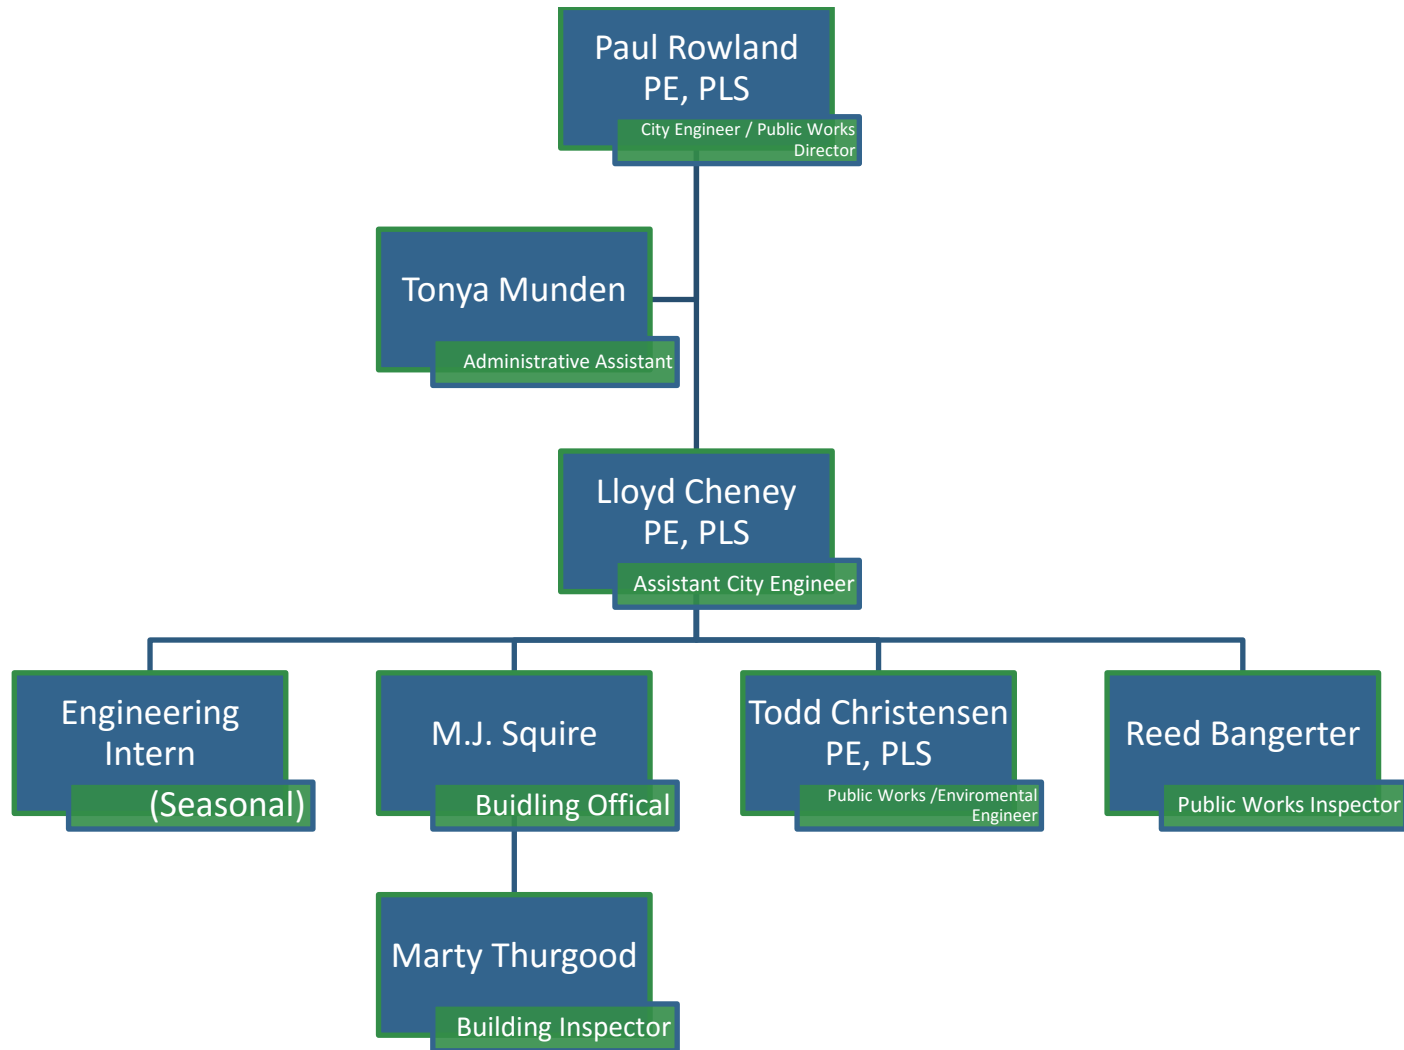 Paul Rowland
PE, PLS
City Engineer / Public Works
Director
Tonya Munden
Administrative Assistant
Lloyd Cheney
PE, PLS
Assistant City Engineer
Engineering
Intern
(Seasonal)
M.J. Squire
Buidling Offical
Todd Christensen
PE, PLS
Public Works /Enviromental
Engineer
Reed Bangerter
Public Works Inspector
Marty Thurgood
Building Inspector